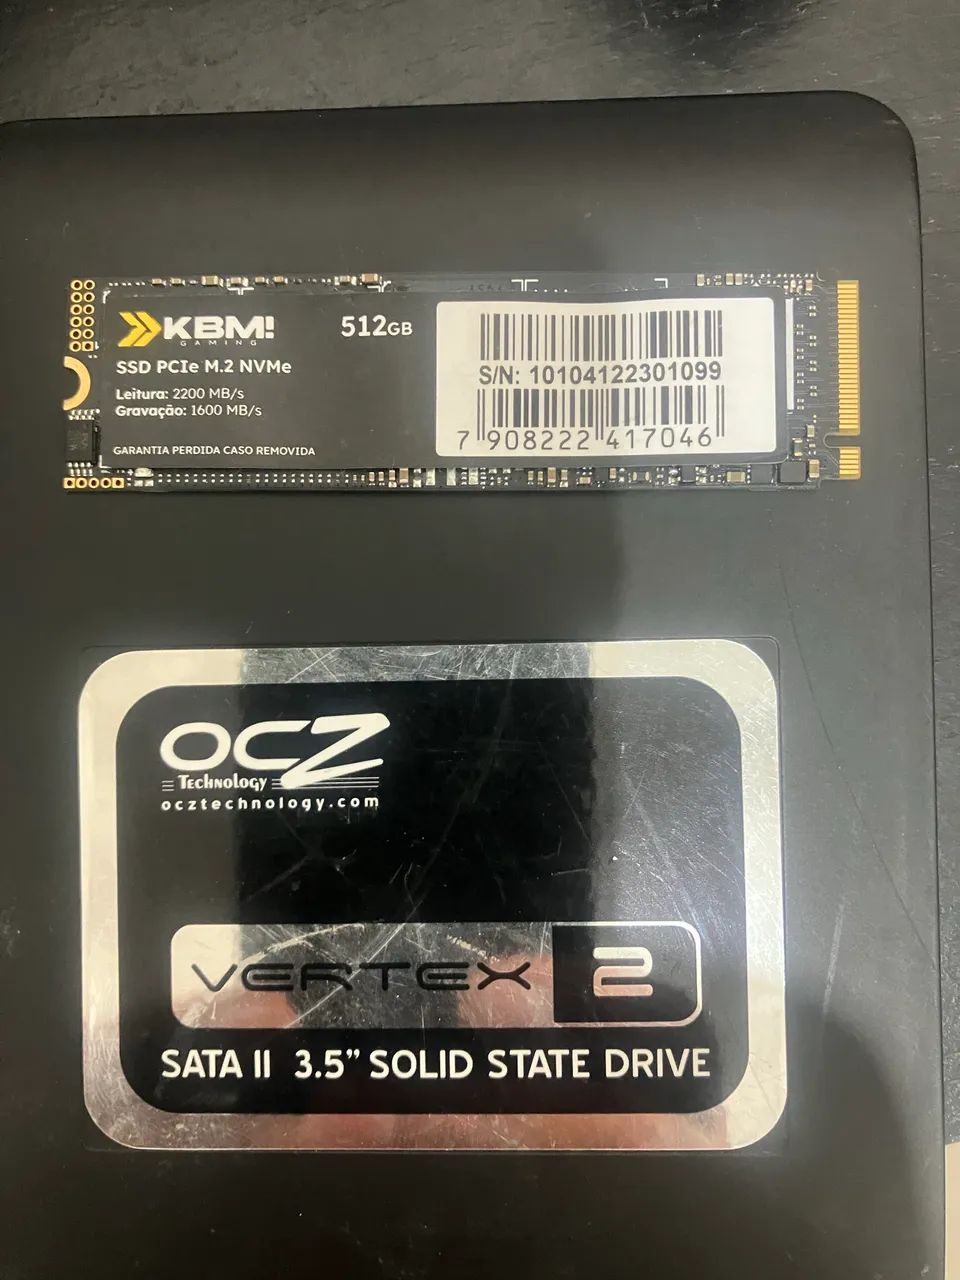 KBM!
GAMING
512GB
SSD PCIe M.2 NVMe
Leitura: 2200 MB/s
Gravação: 1600 MB/s
GARANTIA PERDIDA CASO REMOVIDA
S/N: 10104122301099
7 908222 417046
OCZ
Technology
ocztechnology.com
VERTEX 2
SATA II 3.5" SOLID STATE DRIVE